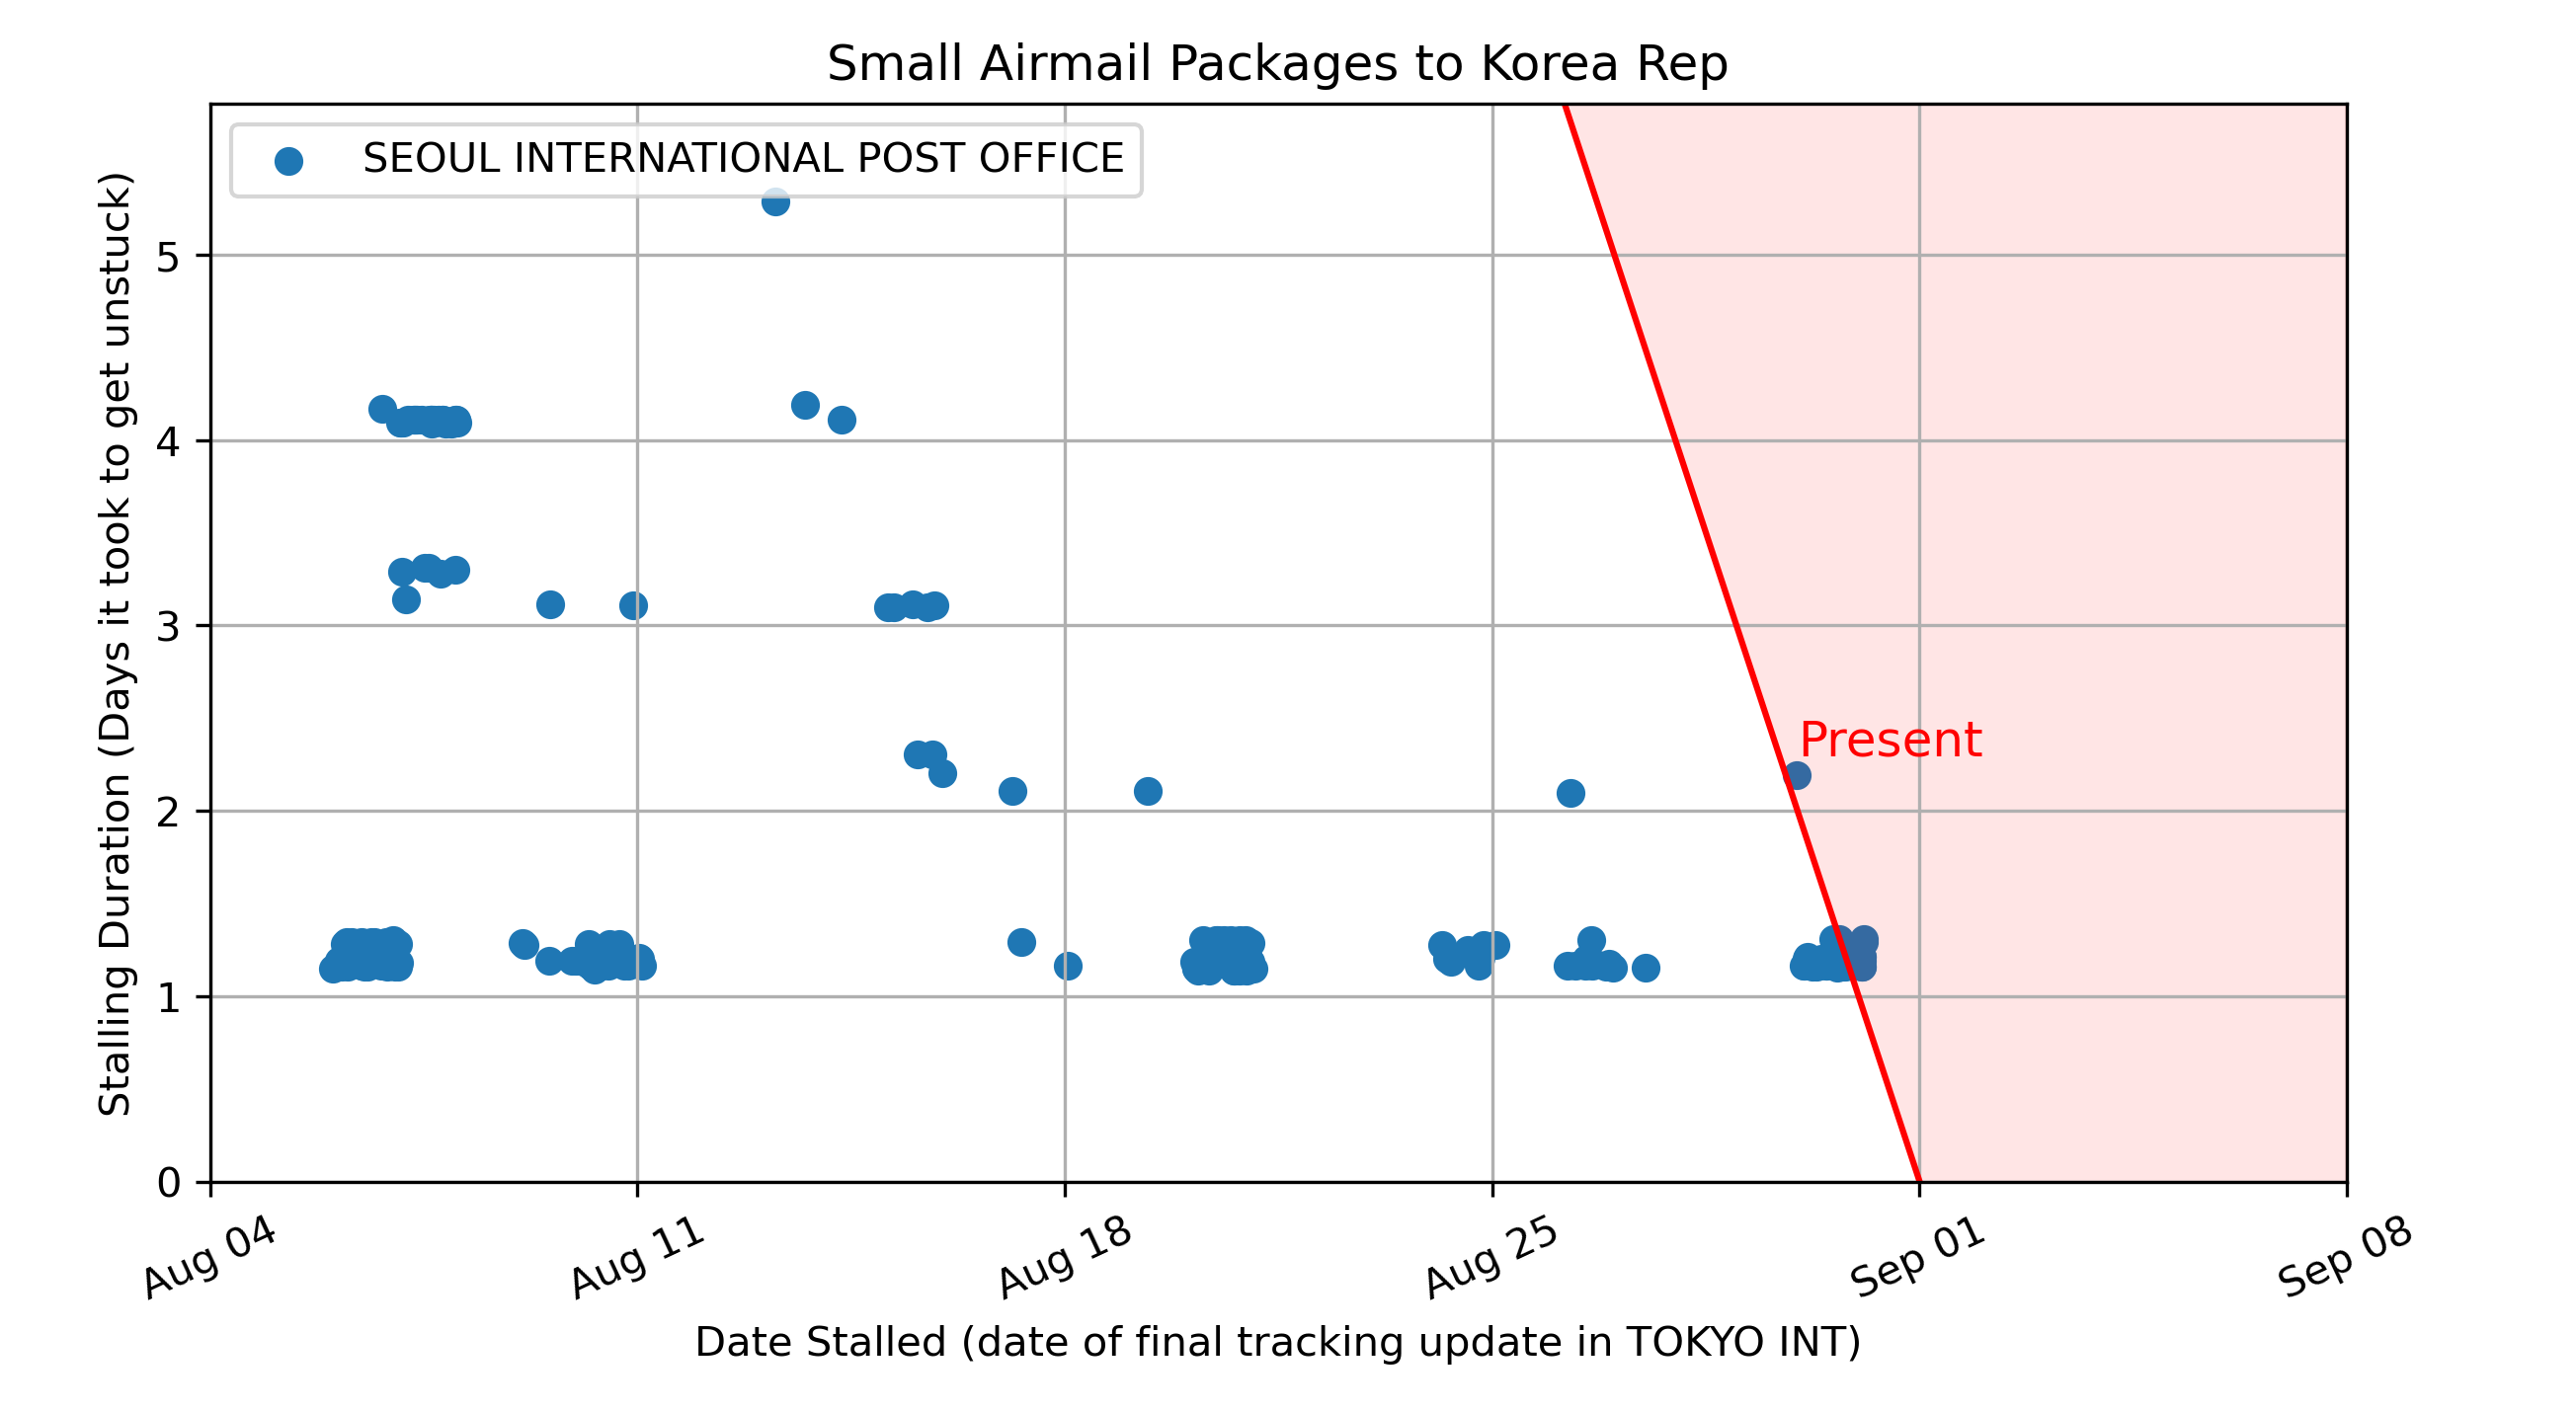 Small Airmail Packages to Korea Rep
SEOUL INTERNATIONAL POST OFFICE
Stalling Duration (Days it took to get unstuck)
5
4
3
2
1
0
Present
Aug 04
Aug 11
Aug 18
Aug 25
Sep 01
Sep 08
Date Stalled (date of final tracking update in TOKYO INT)